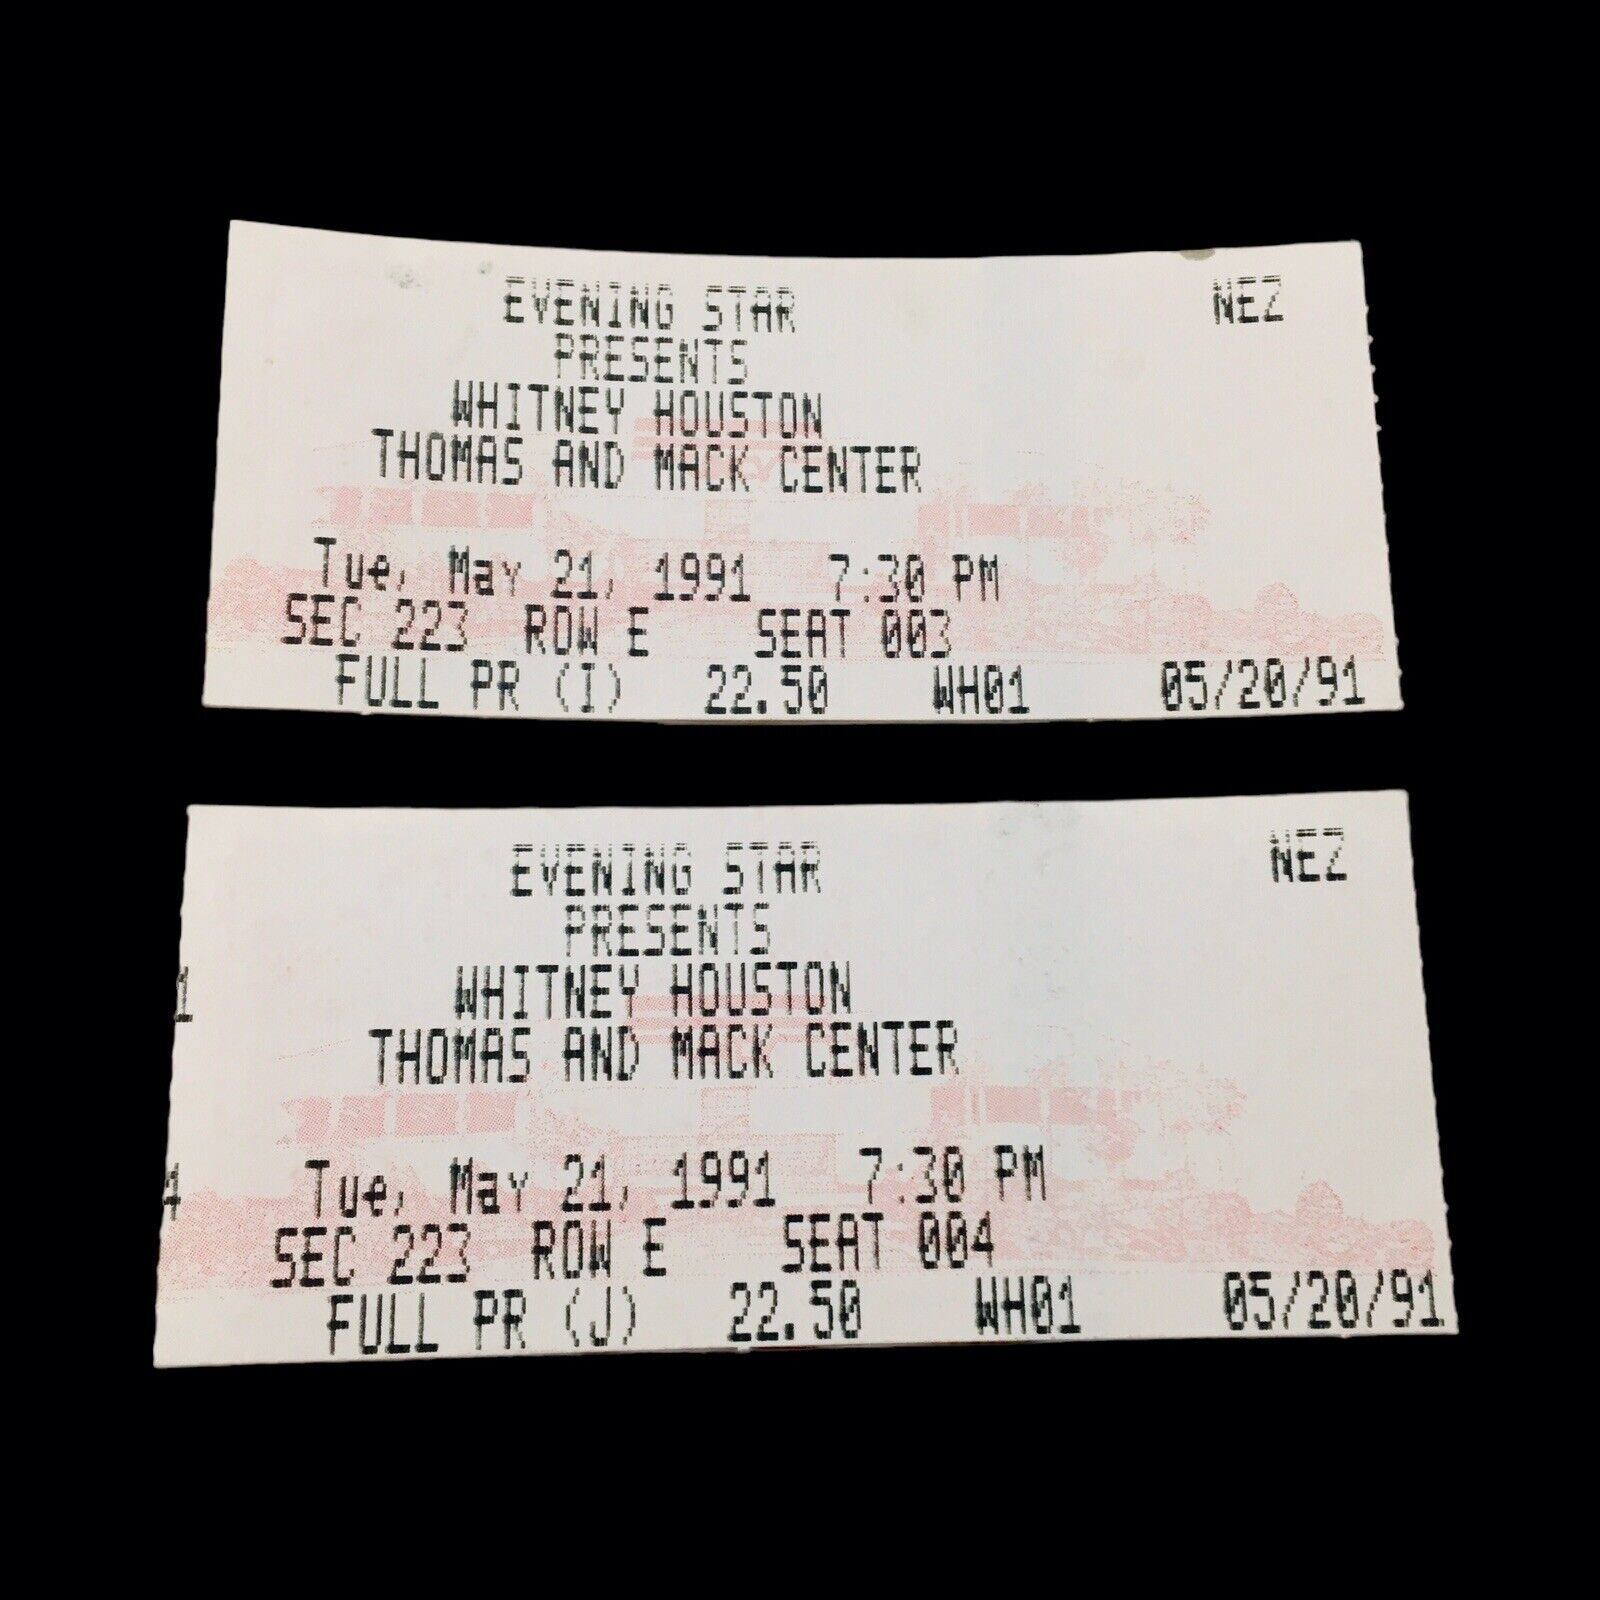 EVENING STAR NEZ
PRESENTS
WHITNEY HOUSTON
THOMAS AND MACK CENTER
Tue, May 21, 1991 7:30 PM
SEC 223 ROW E SEAT 003
FULL PR (I) 22.50 WH01 05/20/91
EVENING STAR NEZ
PRESENTS
1 WHITNEY HOUSTON
THOMAS AND MACK CENTER
4 Tue, May 21, 1991 7:30 PM
SEC 223 ROW E SEAT 004
FULL PR (J) 22.50 WH01 05/20/91